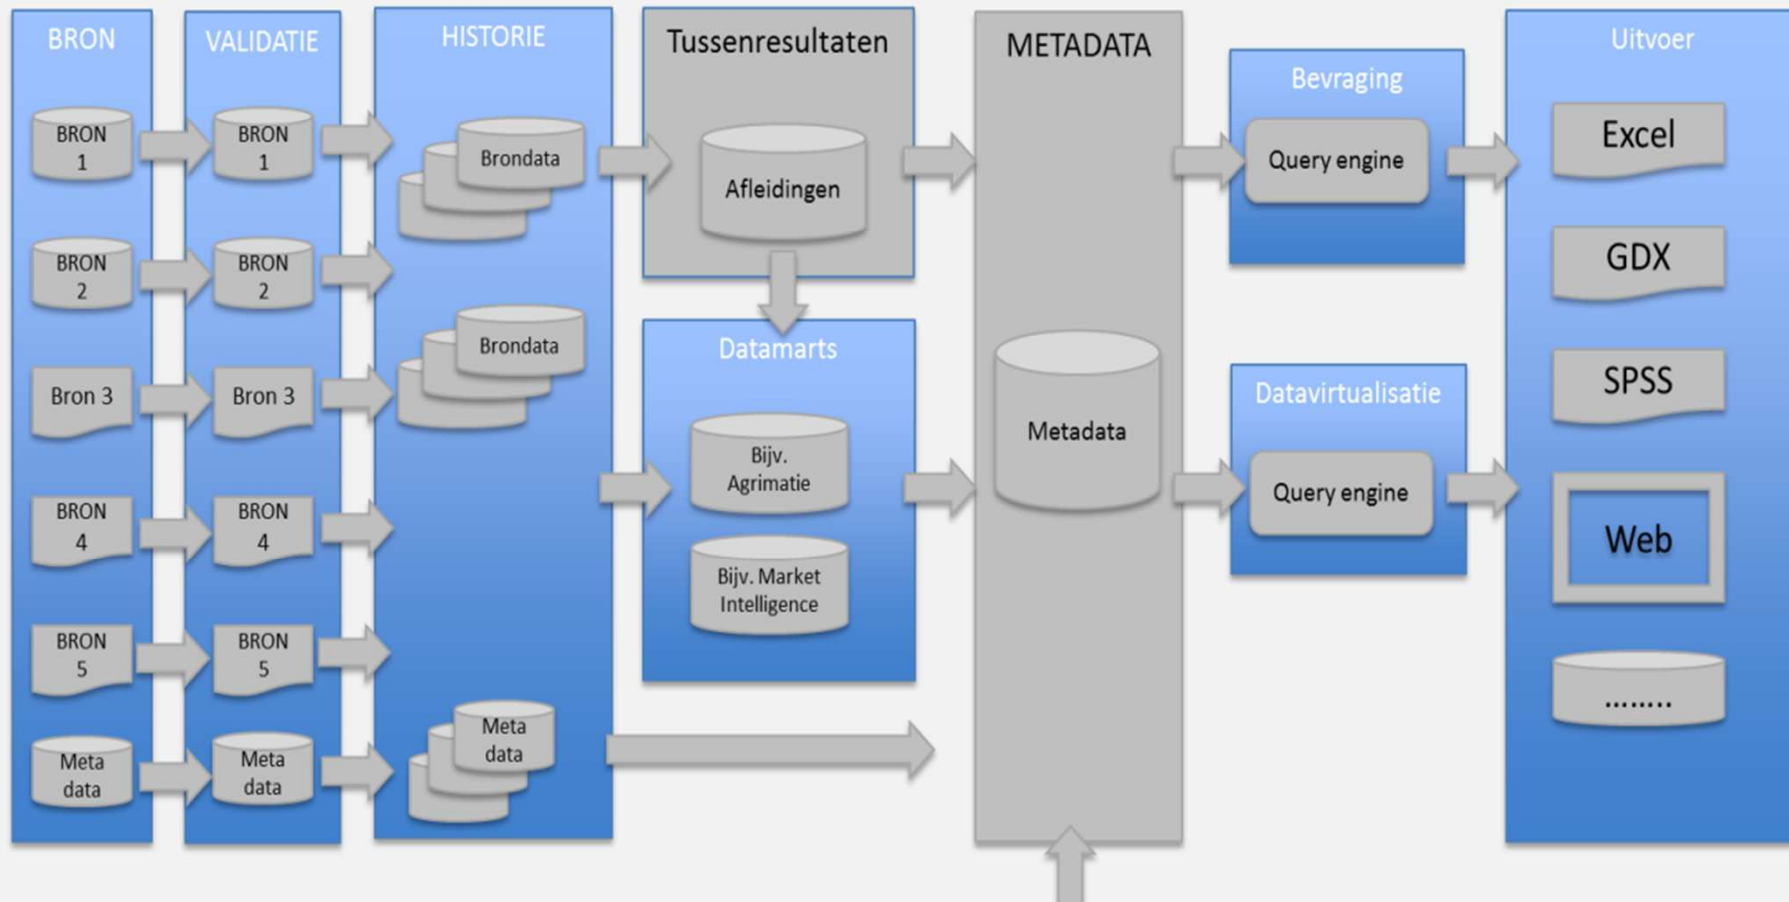 BRON
BRON
1
BRON
2
Bron 3
BRON
4
BRON
5
Meta
data
VALIDATIE
BRON
1
BRON
2
Bron 3
BRON
4
BRON
5
Meta
data
HISTORIE
Brondata
Brondata
Meta
data
Tussenresultaten
Afleidingen
Datamarts
Bijv.
Agrimatie
Bijv. Market
Intelligence
METADATA
Metadata
Bevraging
Query engine
Datavirtualisatie
Query engine
Uitvoer
Excel
GDX
SPSS
Web
........